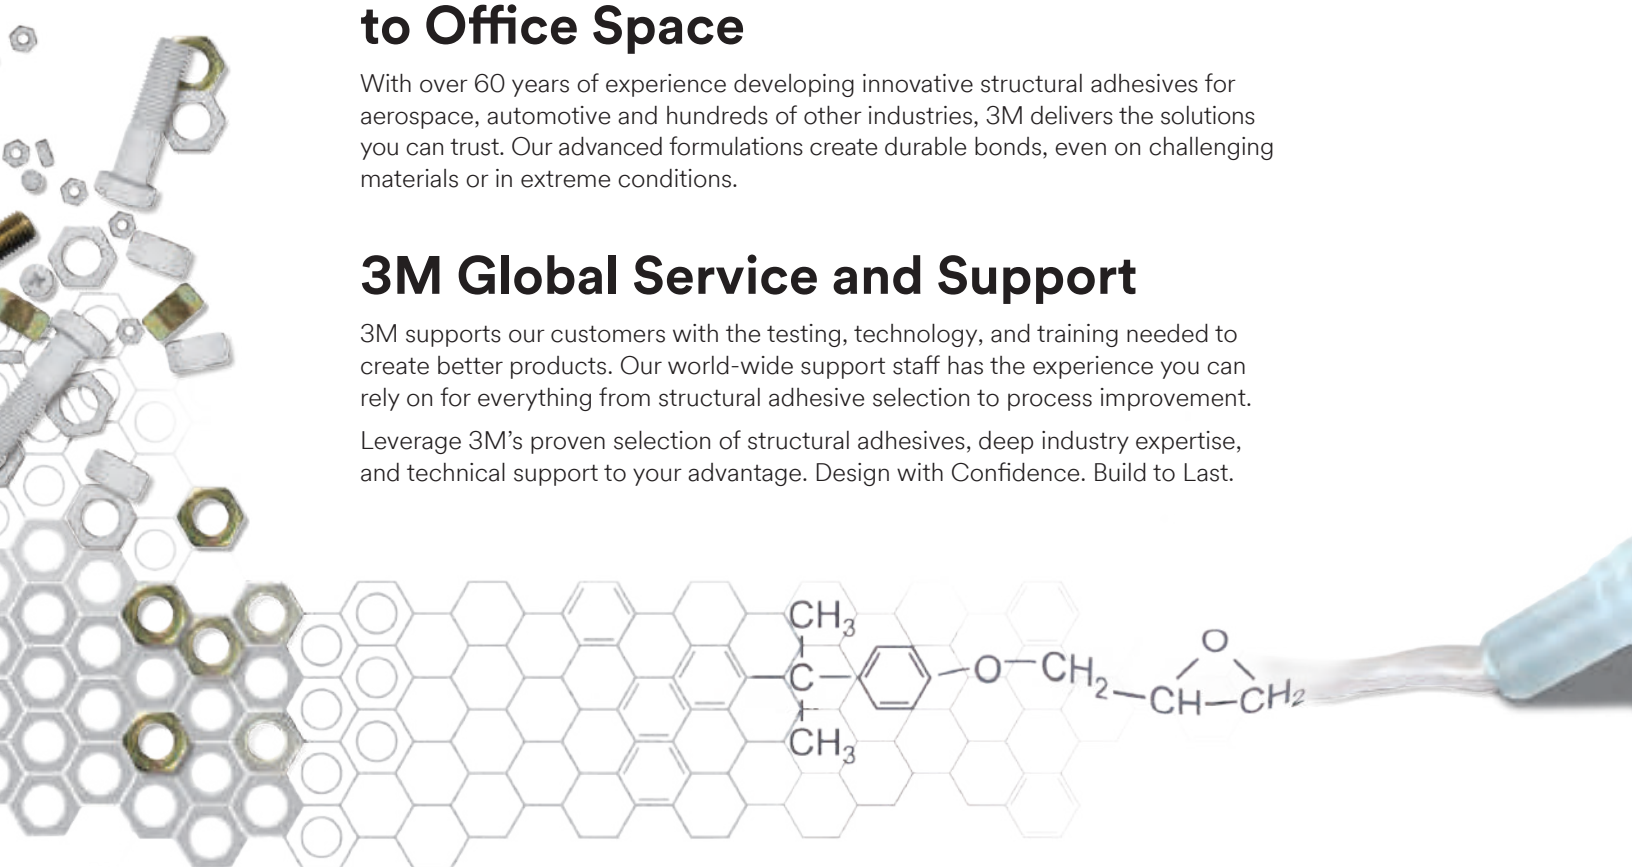 to Office Space
With over 60 years of experience developing innovative structural adhesives for
aerospace, automotive and hundreds of other industries, 3M delivers the solutions
you can trust. Our advanced formulations create durable bonds, even on challenging
materials or in extreme conditions.
3M Global Service and Support
3M supports our customers with the testing, technology, and training needed to
create better products. Our world-wide support staff has the experience you can
rely on for everything from structural adhesive selection to process improvement.
Leverage 3M’s proven selection of structural adhesives, deep industry expertise,
and technical support to your advantage. Design with Confidence. Build to Last.
CH₃
O
C
O
CH₂
CH
CH₂
CH₃